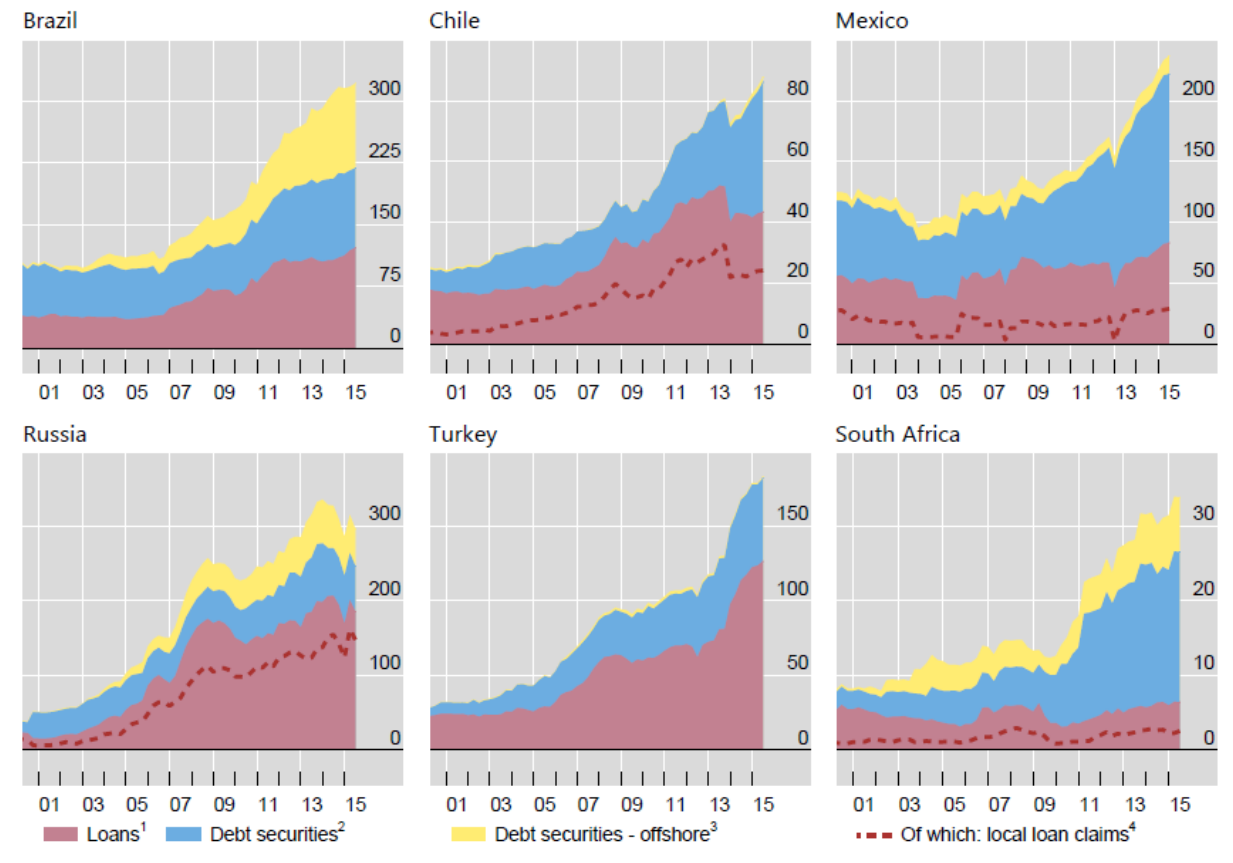 Brazil Chile Mexico
300 80 200
225 60 150
150 40 100
75 20 50
0 0 0
01 03 05 07 09 11 13 15 01 03 05 07 09 11 13 15 01 03 05 07 09 11 13 15
Russia Turkey South Africa
300 150 30
200 100 20
100 50 10
0 0 0
01 03 05 07 09 11 13 15 01 03 05 07 09 11 13 15 01 03 05 07 09 11 13 15
Loans¹ Debt securities² Debt securities - offshore³ Of which: local loan claims⁴